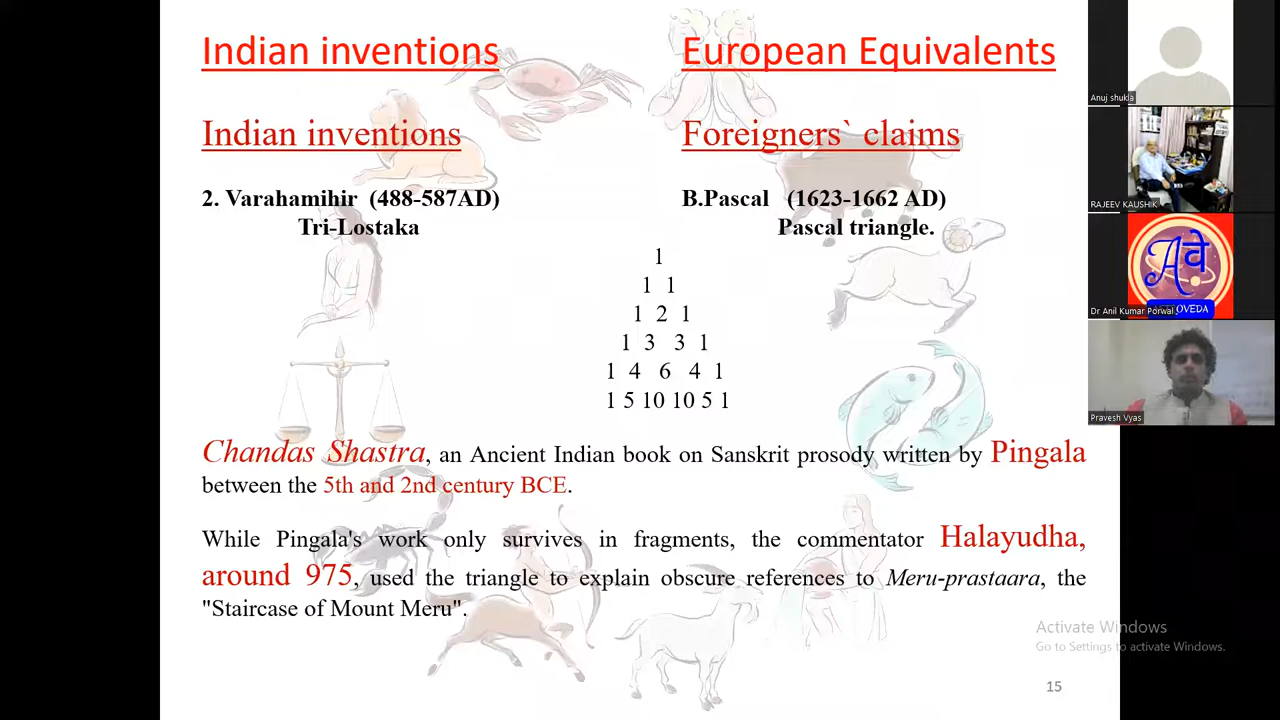 Indian inventions
European Equivalents
Indian inventions
Foreigners` claims
2. Varahamihir (488-587AD)
B.Pascal (1623-1662 AD)
Tri-Lostaka
Pascal triangle.
1
1 1
1 2 1
1 3 3 1
1 4 6 4 1
1 5 10 10 5 1
Chandas Shastra, an Ancient Indian book on Sanskrit prosody written by Pingala
between the 5th and 2nd century BCE.
While Pingala's work only survives in fragments, the commentator Halayudha,
around 975, used the triangle to explain obscure references to Meru-prastaara, the
"Staircase of Mount Meru".
Activate Windows
Go to Settings to activate Windows.
15
Anuj shukla
RAJEEV KAUSHIK
Aवे
Dr Anil Kumar Porwal
Pravesh Vyas